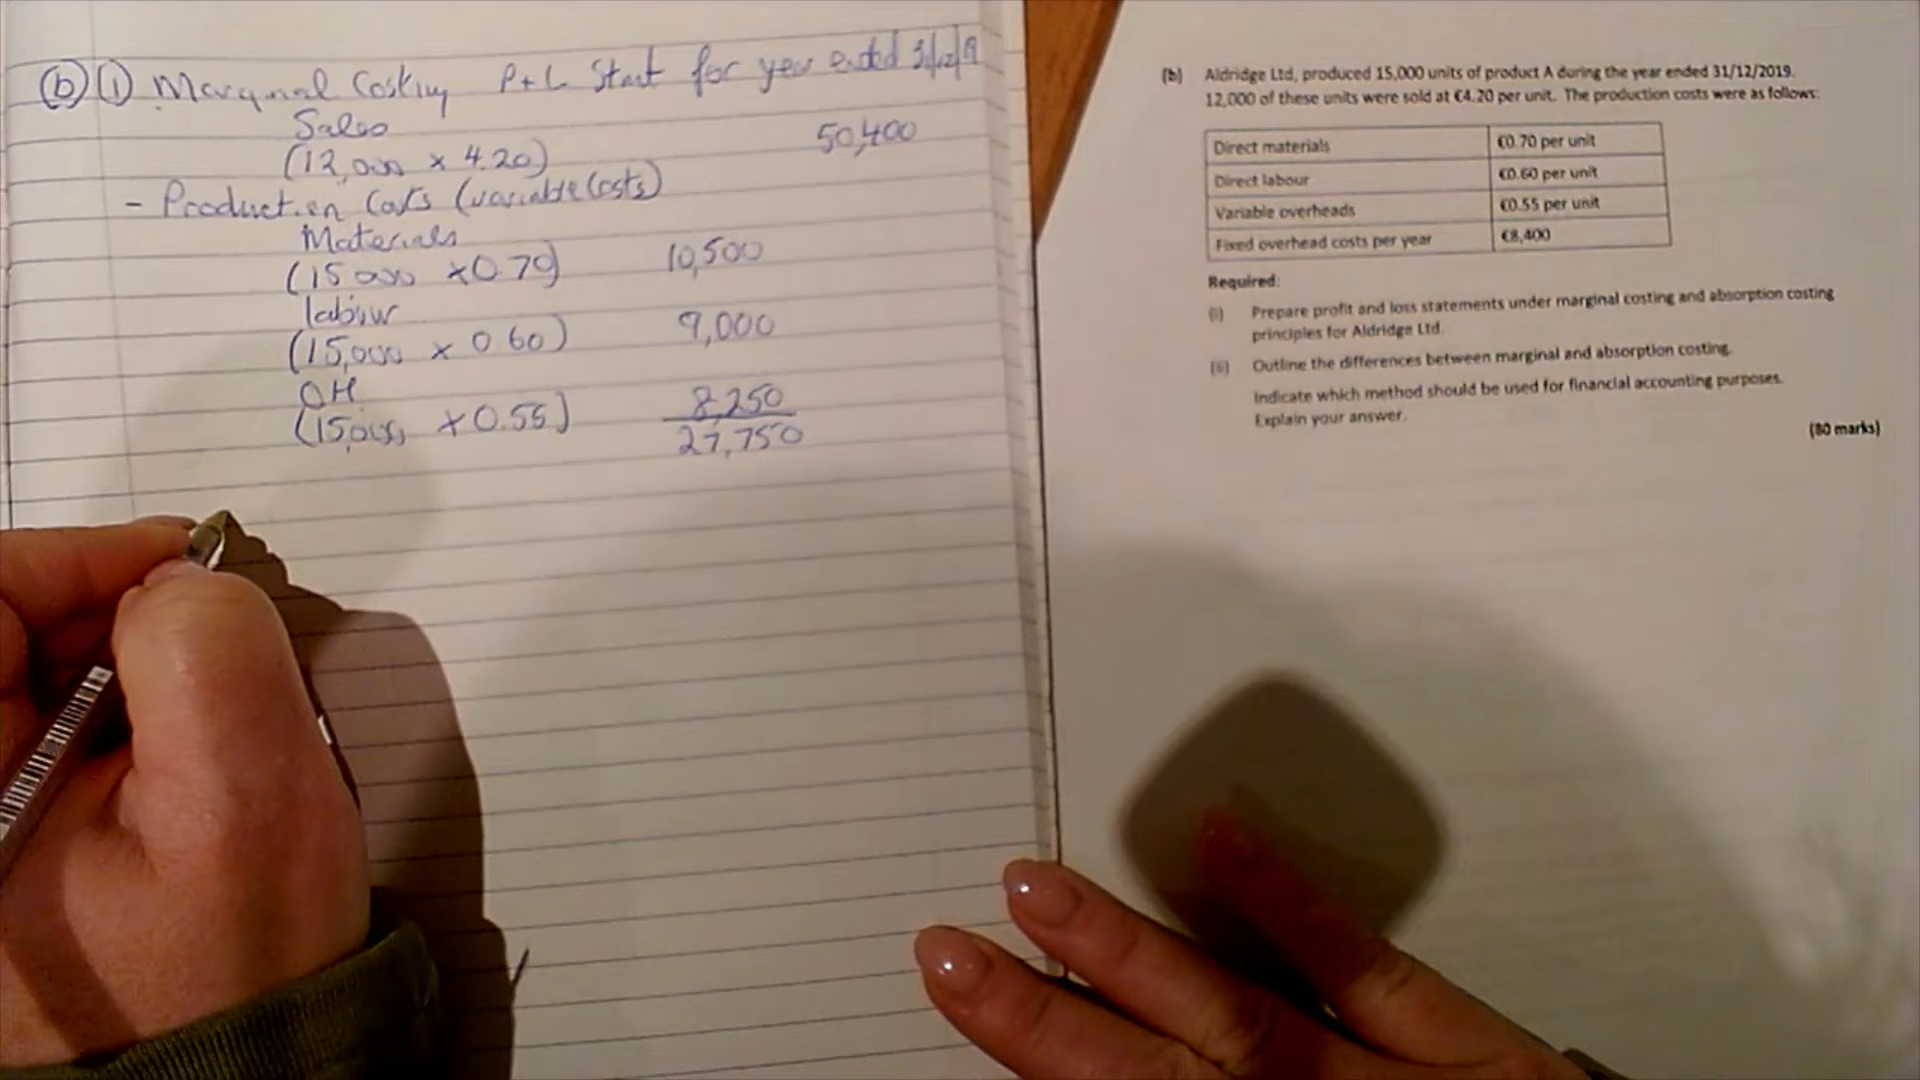 (b) (i) Marginal Costing P+L Stmt for year ended 31/12/19
Sales
(12,000 x 4.20) 50,400
- Production Costs (variable Costs)
Materials
(15,000 x 0.70) 10,500
labour
(15,000 x 0.60) 9,000
OH
(15,000 x 0.55) 8,250
27,750
(b) Aldridge Ltd, produced 15,000 units of product A during the year ended 31/12/2019.
12,000 of these units were sold at €4.20 per unit. The production costs were as follows:
Direct materials €0.70 per unit
Direct labour €0.60 per unit
Variable overheads €0.55 per unit
Fixed overhead costs per year €8,400
Required:
(i) Prepare profit and loss statements under marginal costing and absorption costing
principles for Aldridge Ltd.
(ii) Outline the differences between marginal and absorption costing.
Indicate which method should be used for financial accounting purposes.
Explain your answer.
(80 marks)